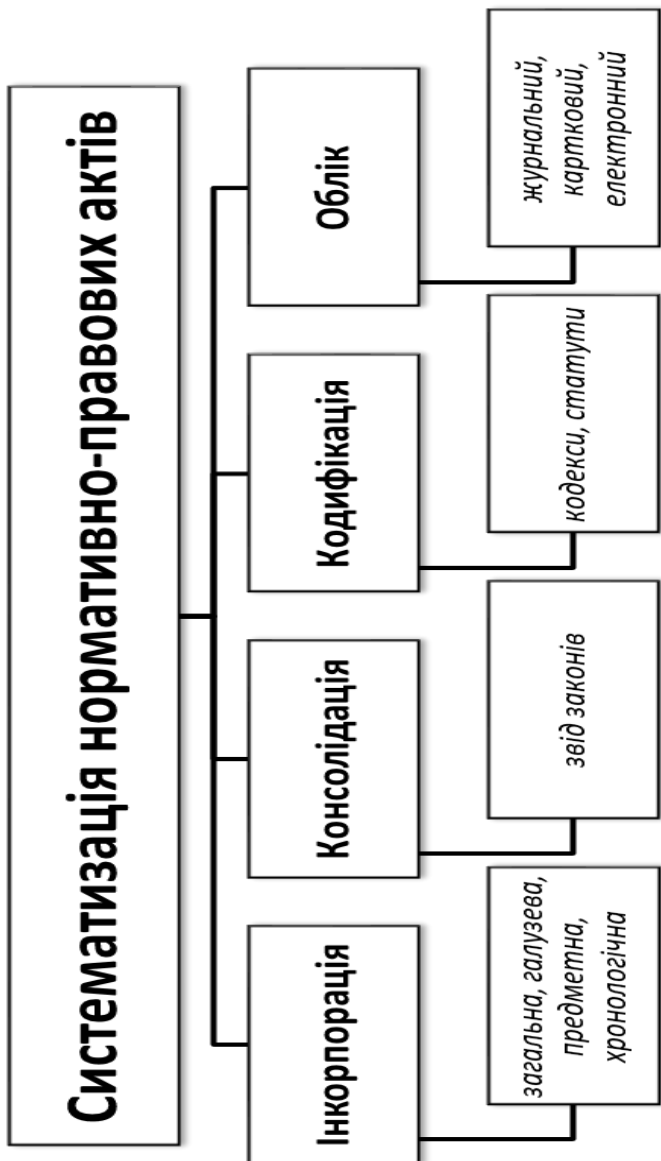 Систематизація нормативно-правових актів
Інкорпорація
Консолідація
Кодифікація
Облік
загальна, галузева,
предметна,
хронологічна
звід законів
кодекси, статути
журнальний,
картковий,
електронний